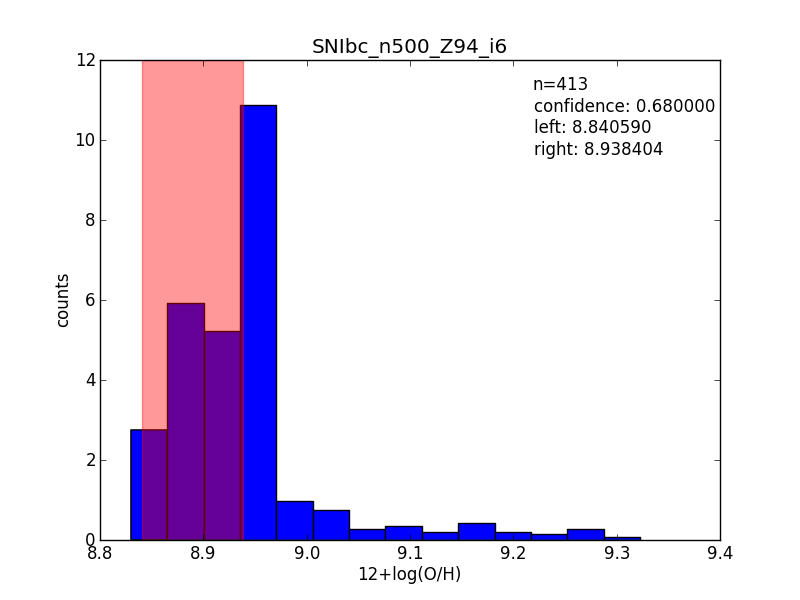 SNIbc_n500_Z94_i6
n=413
confidence: 0.680000
left: 8.840590
right: 8.938404
counts
12
10
8
6
4
2
0
8.8 8.9 9.0 9.1 9.2 9.3 9.4
12+log(O/H)